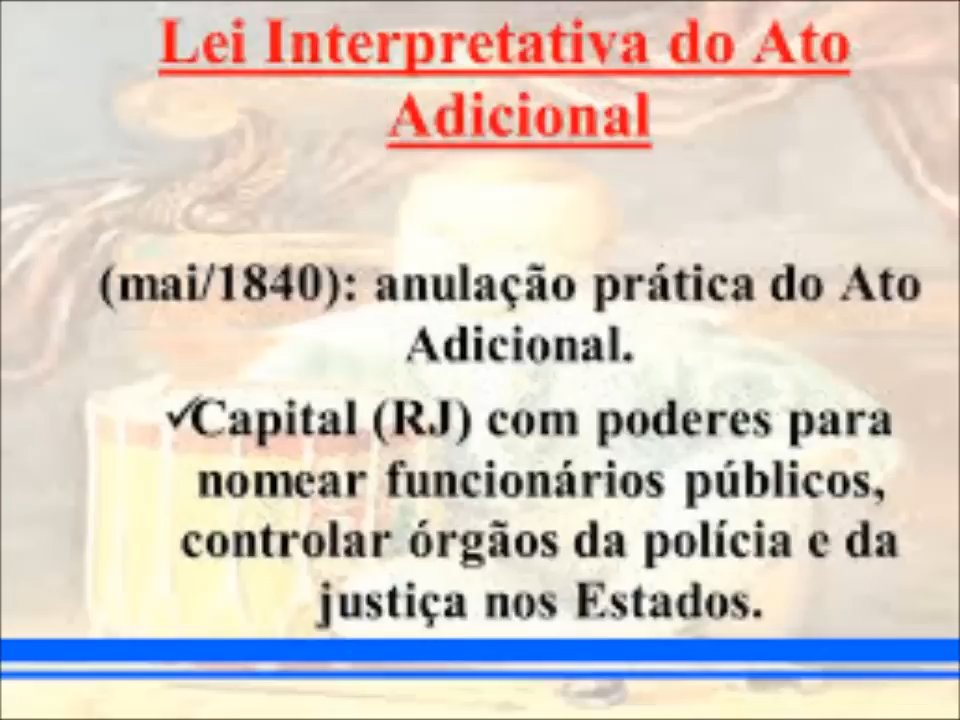 Lei Interpretativa do Ato
Adicional
(mai/1840): anulação prática do Ato
Adicional.
✓Capital (RJ) com poderes para
nomear funcionários públicos,
controlar órgãos da polícia e da
justiça nos Estados.